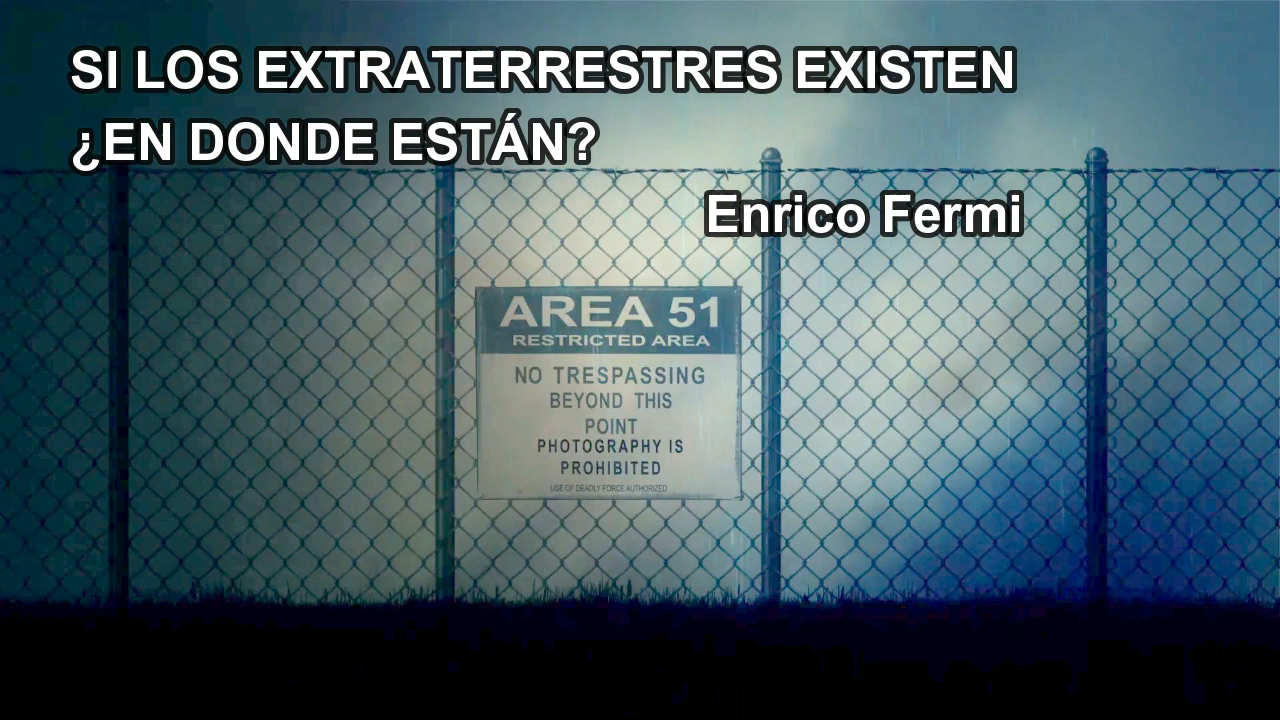 SI LOS EXTRATERRESTRES EXISTEN
¿EN DONDE ESTÁN?
Enrico Fermi
AREA 51
RESTRICTED AREA
NO TRESPASSING
BEYOND THIS
POINT
PHOTOGRAPHY IS
PROHIBITED
USE OF DEADLY FORCE AUTHORIZED